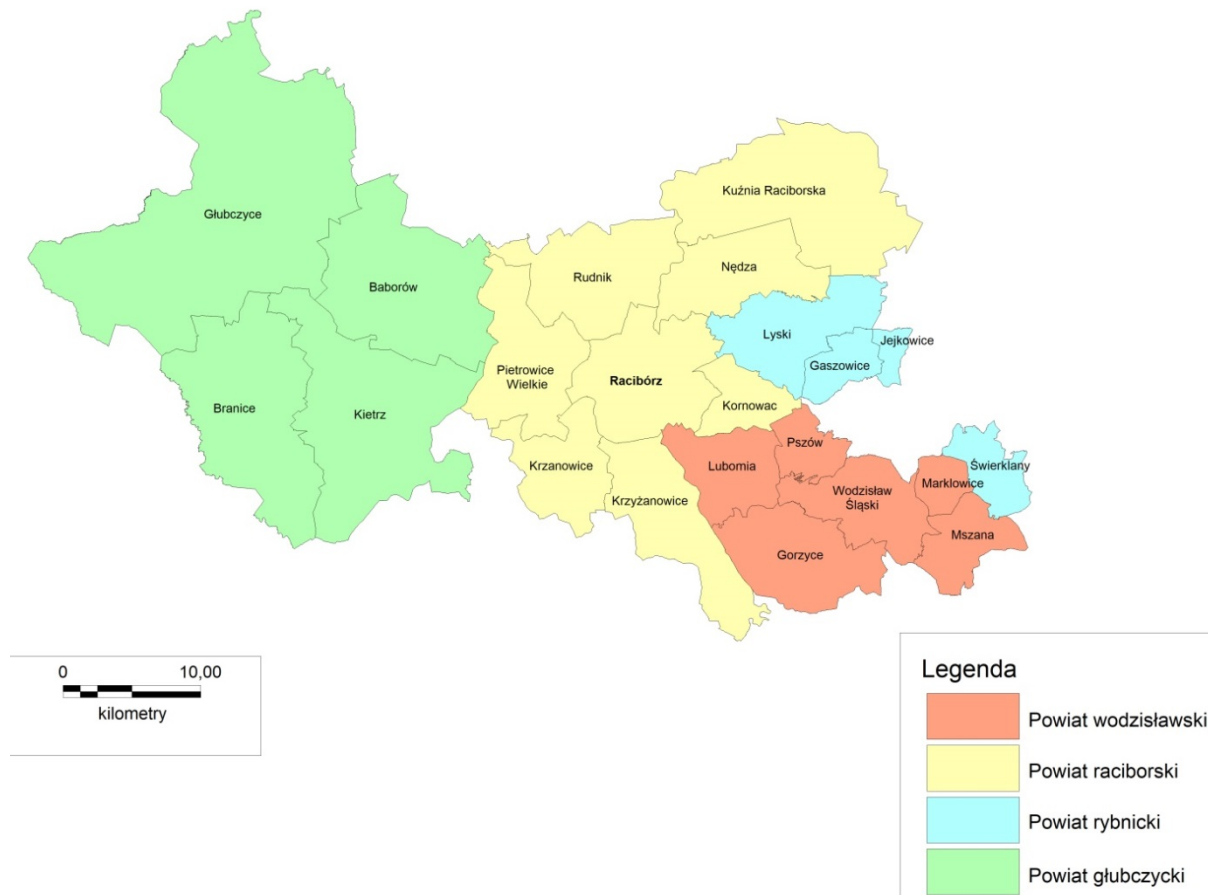 Kuźnia Raciborska
Głubczyce
Rudnik
Nędza
Baborów
Lyski
Jejkowice
Gaszowice
Pietrowice
Wielkie
Racibórz
Kornowac
Branice
Kietrz
Pszów
Krzanowice
Lubomia
Świerklany
Marklowice
Wodzisław
Śląski
Krzyżanowice
Mszana
Gorzyce
0 10,00
kilometry
Legenda
Powiat wodzisławski
Powiat raciborski
Powiat rybnicki
Powiat głubczycki